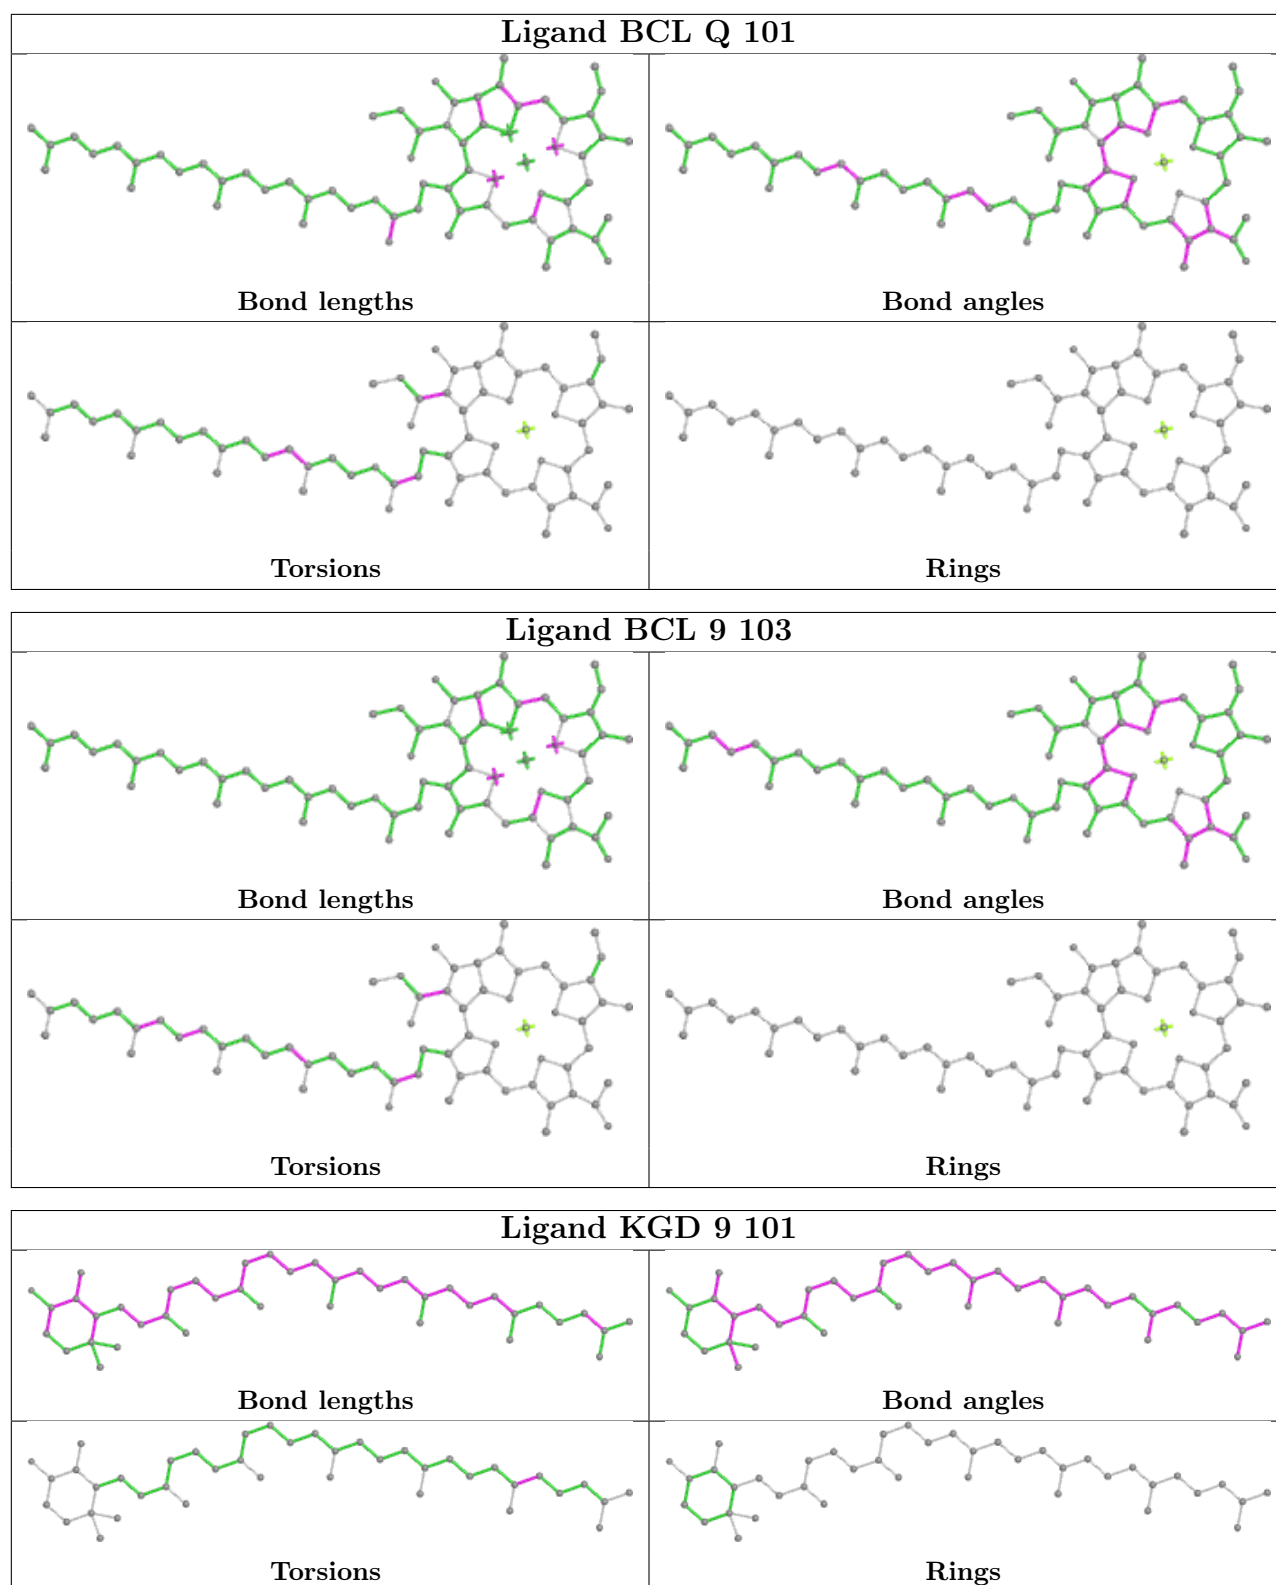 Ligand BCL Q 101
Bond lengths
Bond angles
Torsions
Rings
Ligand BCL 9 103
Bond lengths
Bond angles
Torsions
Rings
Ligand KGD 9 101
Bond lengths
Bond angles
Torsions
Rings